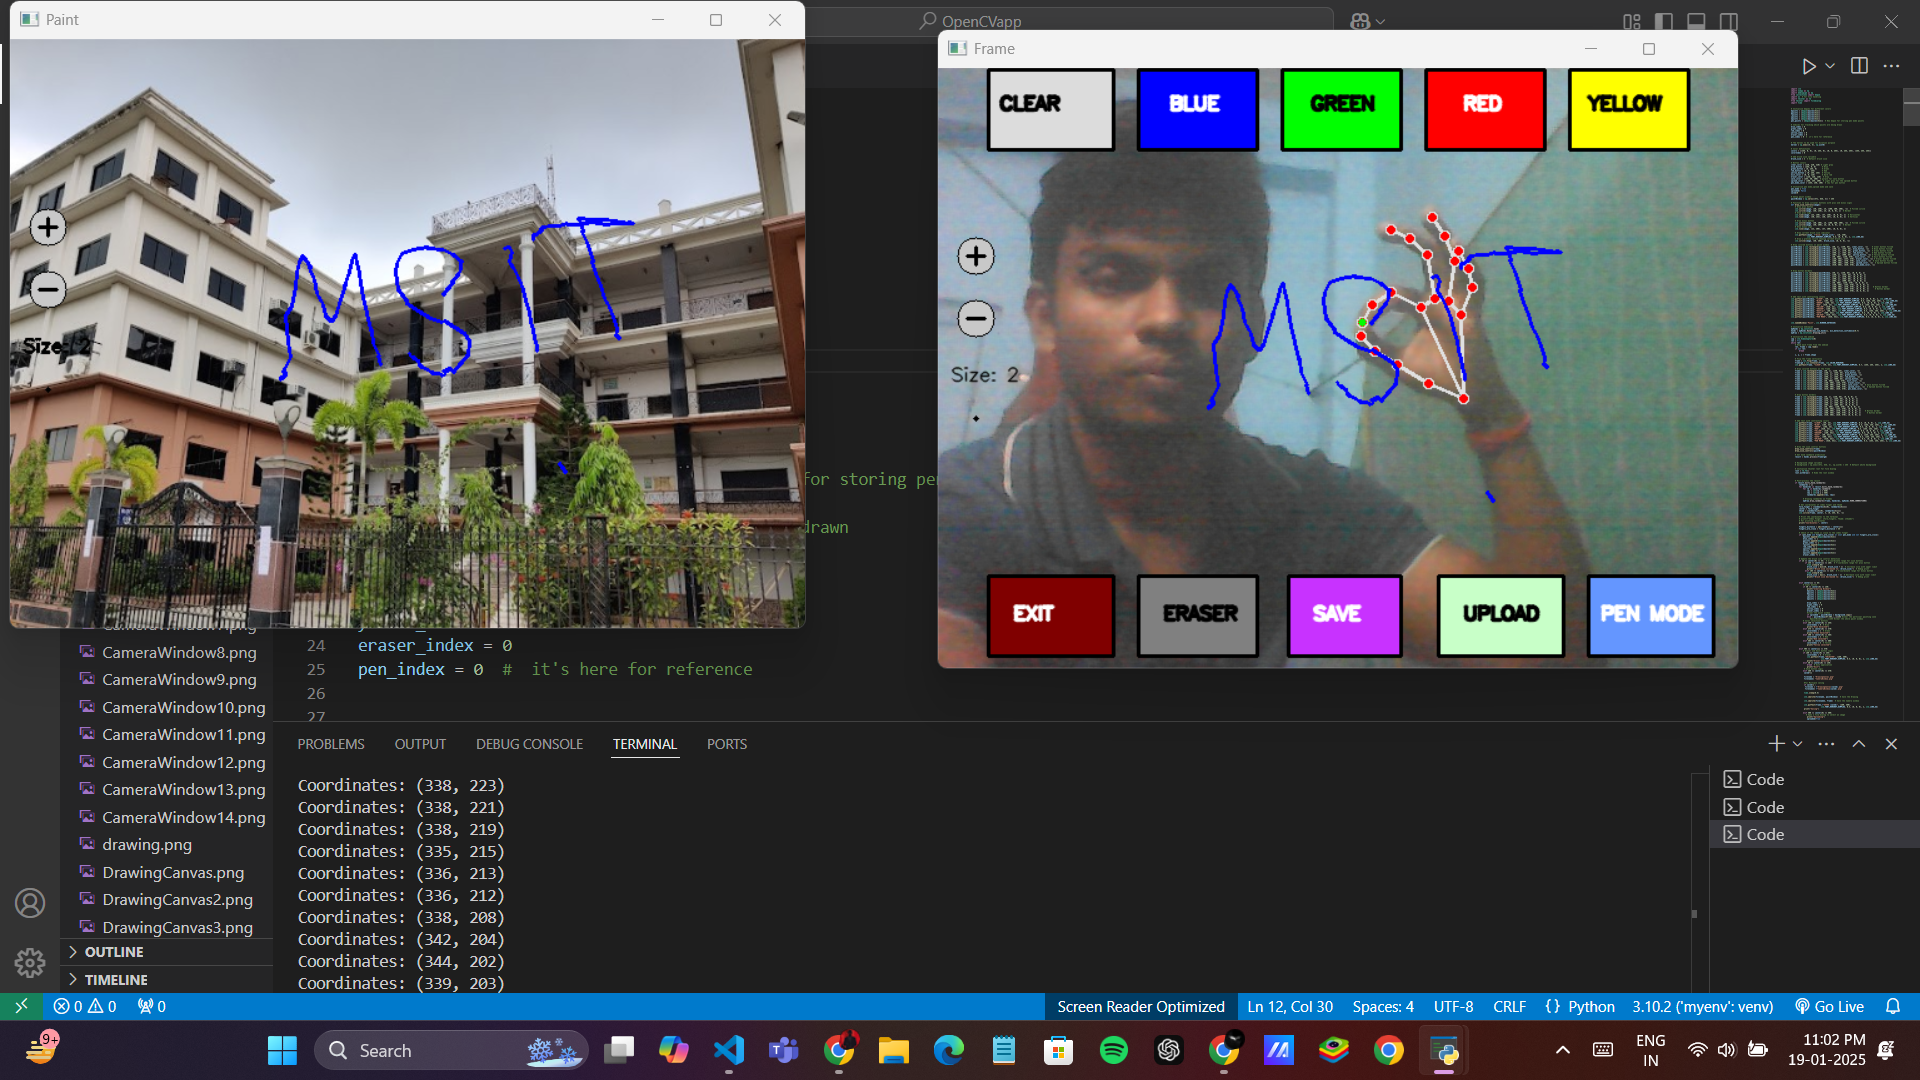 Paint
OpenCVapp
Frame
CLEAR
BLUE
GREEN
RED
YELLOW
MSIT
MSIT
Size: 2
Size: 2
EXIT
ERASER
SAVE
UPLOAD
PEN MODE
for storing pe
drawn
24 eraser_index = 0
25 pen_index = 0 # it's here for reference
26
27
CameraWindow8.png
CameraWindow9.png
CameraWindow10.png
CameraWindow11.png
CameraWindow12.png
CameraWindow13.png
CameraWindow14.png
drawing.png
DrawingCanvas.png
DrawingCanvas2.png
DrawingCanvas3.png
OUTLINE
TIMELINE
PROBLEMS OUTPUT DEBUG CONSOLE TERMINAL PORTS
Coordinates: (338, 223)
Coordinates: (338, 221)
Coordinates: (338, 219)
Coordinates: (335, 215)
Coordinates: (336, 213)
Coordinates: (336, 212)
Coordinates: (338, 208)
Coordinates: (342, 204)
Coordinates: (344, 202)
Coordinates: (339, 203)
Code
Code
Code
0 0 0 Screen Reader Optimized Ln 12, Col 30 Spaces: 4 UTF-8 CRLF {} Python 3.10.2 ('myenv': venv) Go Live
9+
Search
ENG
IN
11:02 PM
19-01-2025